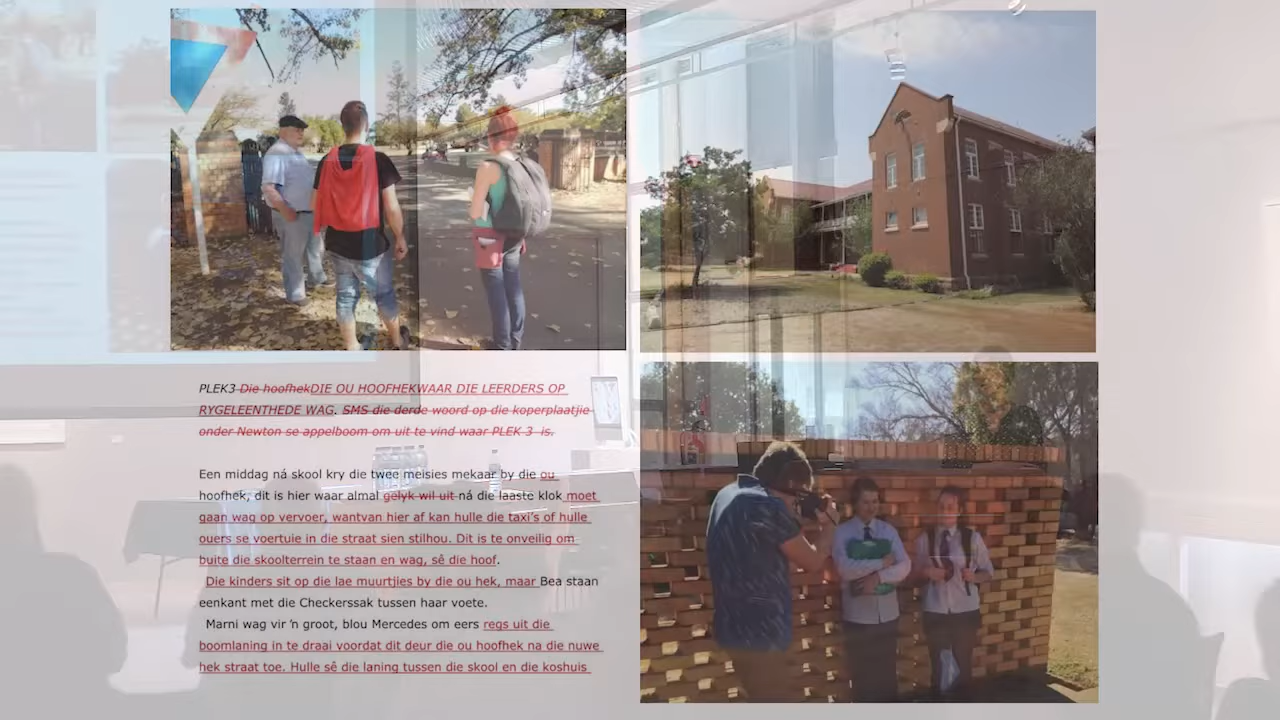 PLEK3 Die hoofhekDIE OU HOOFHEKWAAR DIE LEERDERS OP
RYGELEENTHEDE WAG. SMS die derde woord op die koperplaatjie
onder Newton se appelboom om uit te vind waar PLEK 3  is.
Een middag ná skool kry die twee meisies mekaar by die ou
hoofhek, dit is hier waar almal gelyk wil uit ná die laaste klok moet
gaan wag op vervoer, wantvan hier af kan hulle die taxi's of hulle
ouers se voertuie in die straat sien stilhou. Dit is te onveilig om
buite die skoolterrein te staan en wag, sê die hoof.
Die kinders sit op die lae muurtjies by die ou hek, maar Bea staan
eenkant met die Checkerssak tussen haar voete.
Marni wag vir 'n groot, blou Mercedes om eers regs uit die
boomlaning in te draai voordat dit deur die ou hoofhek na die nuwe
hek straat toe. Hulle sê die laning tussen die skool en die koshuis